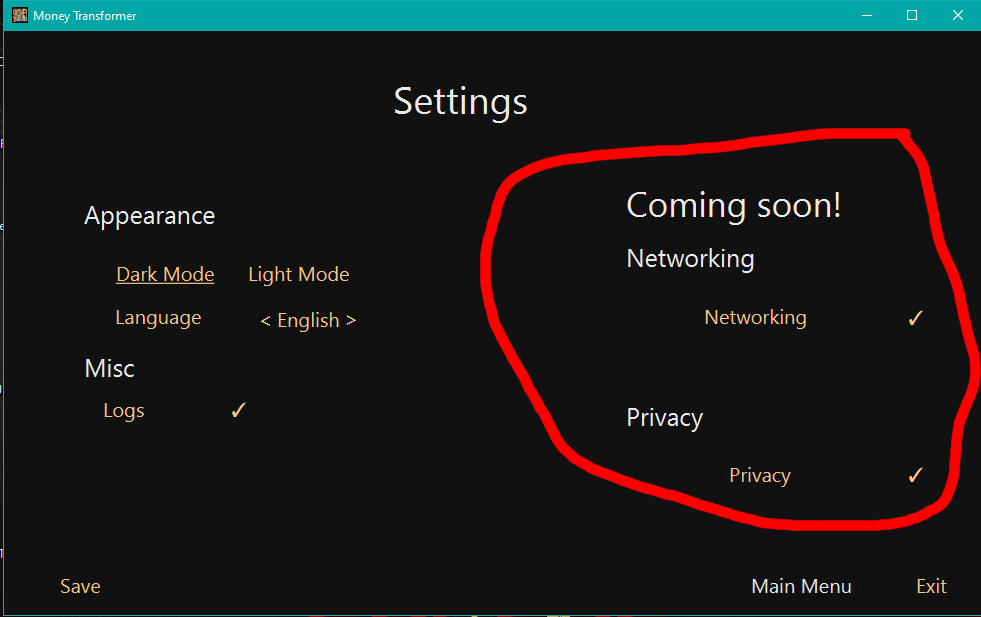 Money Transformer
Settings
Appearance
Dark Mode Light Mode
Language < English >
Misc
Logs ✓
Coming soon!
Networking
Networking ✓
Privacy
Privacy ✓
Save
Main Menu
Exit